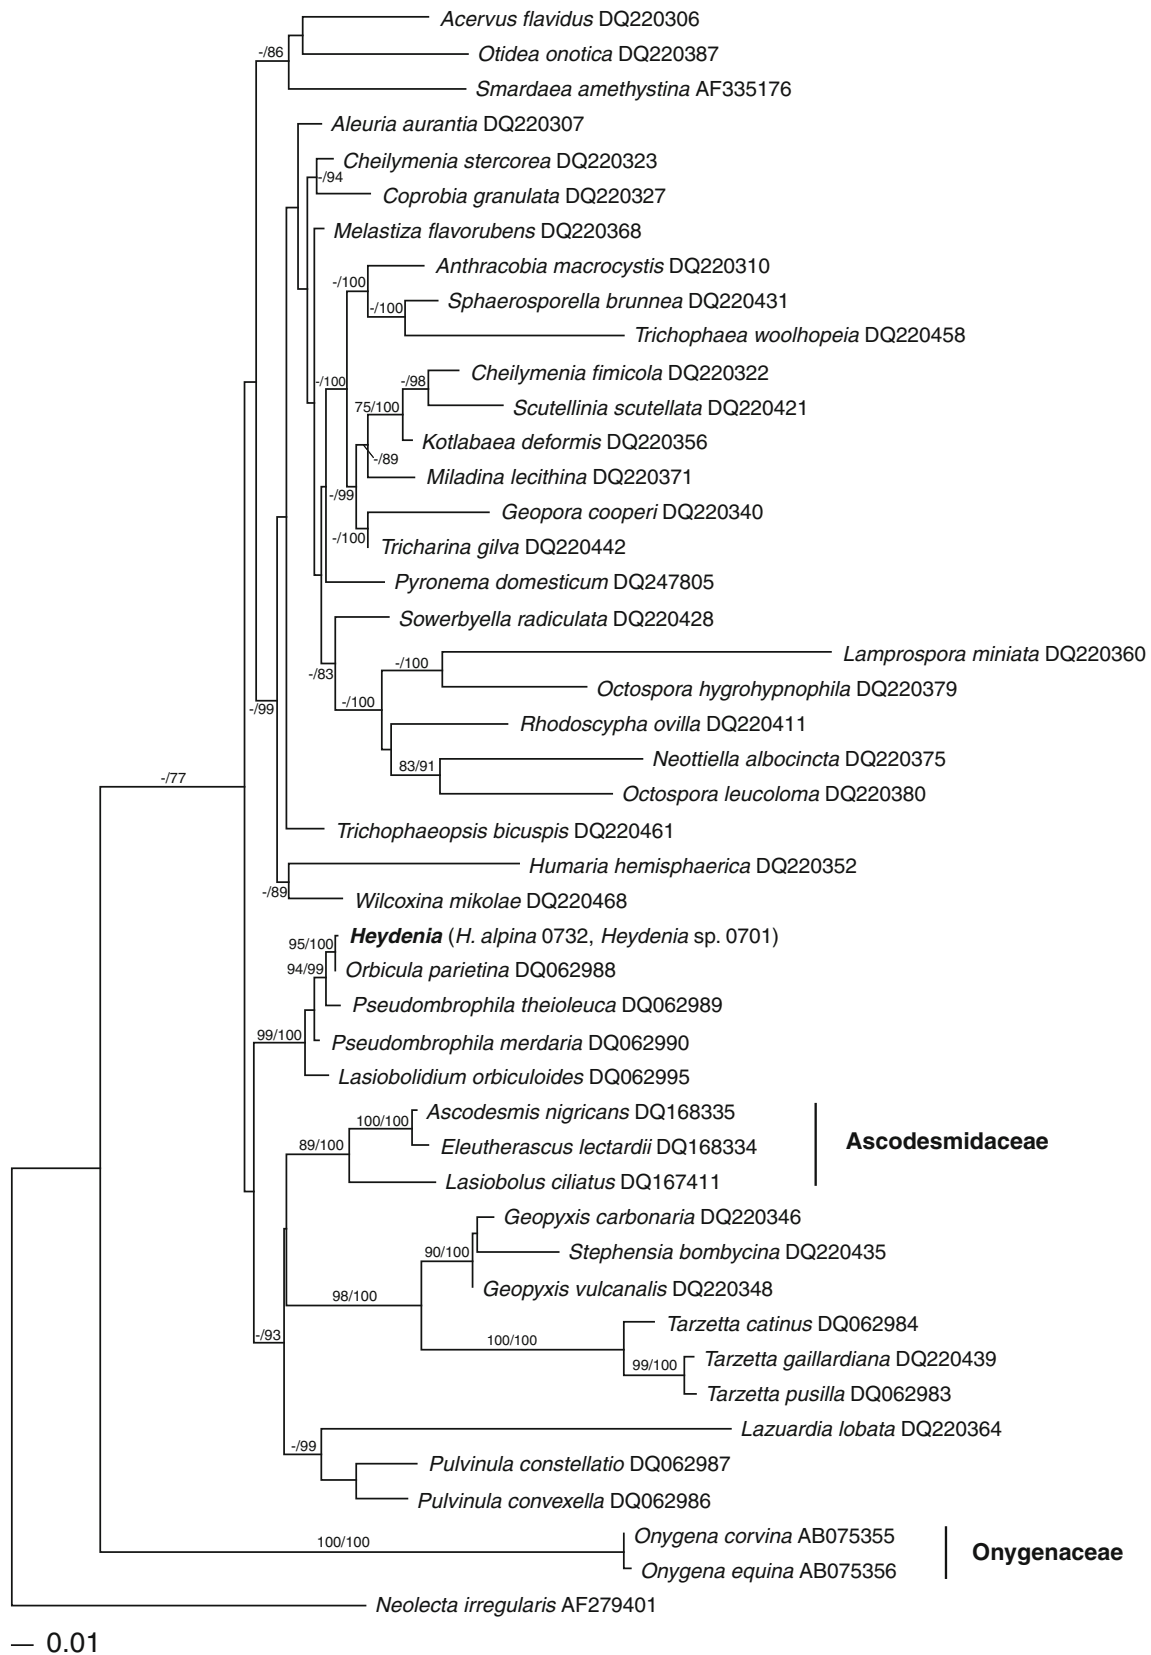 Acervus flavidus DQ220306
-/86
Otidea onotica DQ220387
Smardaea amethystina AF335176
Aleuria aurantia DQ220307
Cheilymenia stercorea DQ220323
-/94
Coprobia granulata DQ220327
Melastiza flavorubens DQ220368
Anthracobia macrocystis DQ220310
-/100
Sphaerosporella brunnea DQ220431
-/100
Trichophaea woolhopeia DQ220458
Cheilymenia fimicola DQ220322
-/100
-/98
75/100
Scutellinia scutellata DQ220421
Kotlabaea deformis DQ220356
-/89
Miladina lecithina DQ220371
-/99
Geopora cooperi DQ220340
-/100
Tricharina gilva DQ220442
Pyronema domesticum DQ247805
Sowerbyella radiculata DQ220428
Lamprospora miniata DQ220360
-/100
-/83
Octospora hygrohypnophila DQ220379
-/100
-/99
Rhodoscypha ovilla DQ220411
Neottiella albocincta DQ220375
83/91
-/77
Octospora leucoloma DQ220380
Trichophaeopsis bicuspis DQ220461
Humaria hemisphaerica DQ220352
-/89
Wilcoxina mikolae DQ220468
Heydenia (H. alpina 0732, Heydenia sp. 0701)
95/100
94/99
Orbicula parietina DQ062988
Pseudombrophila theioleuca DQ062989
99/100
Pseudombrophila merdaria DQ062990
Lasiobolidium orbiculoides DQ062995
Ascodesmis nigricans DQ168335
100/100
Ascodesmidaceae
89/100
Eleutherascus lectardii DQ168334
Lasiobolus ciliatus DQ167411
Geopyxis carbonaria DQ220346
90/100
Stephensia bombycina DQ220435
Geopyxis vulcanalis DQ220348
98/100
Tarzetta catinus DQ062984
-/93
100/100
Tarzetta gaillardiana DQ220439
99/100
Tarzetta pusilla DQ062983
Lazuardia lobata DQ220364
-/99
Pulvinula constellatio DQ062987
Pulvinula convexella DQ062986
Onygena corvina AB075355
100/100
Onygenaceae
Onygena equina AB075356
Neolecta irregularis AF279401
0.01